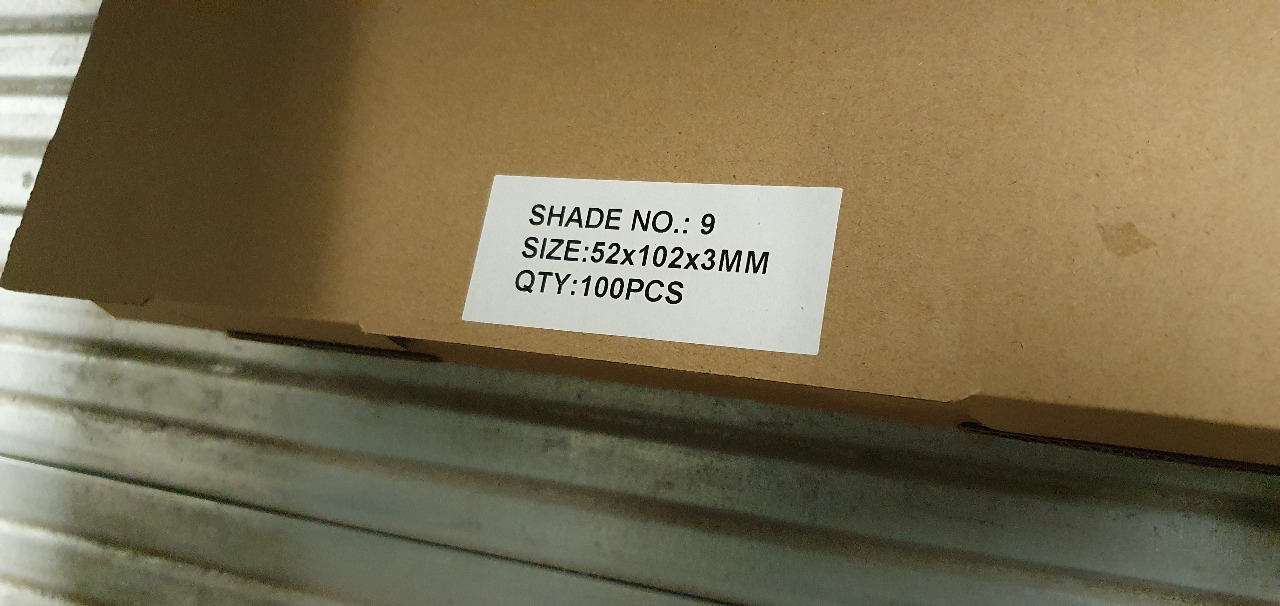 SHADE NO.: 9
SIZE:52x102x3MM
QTY:100PCS